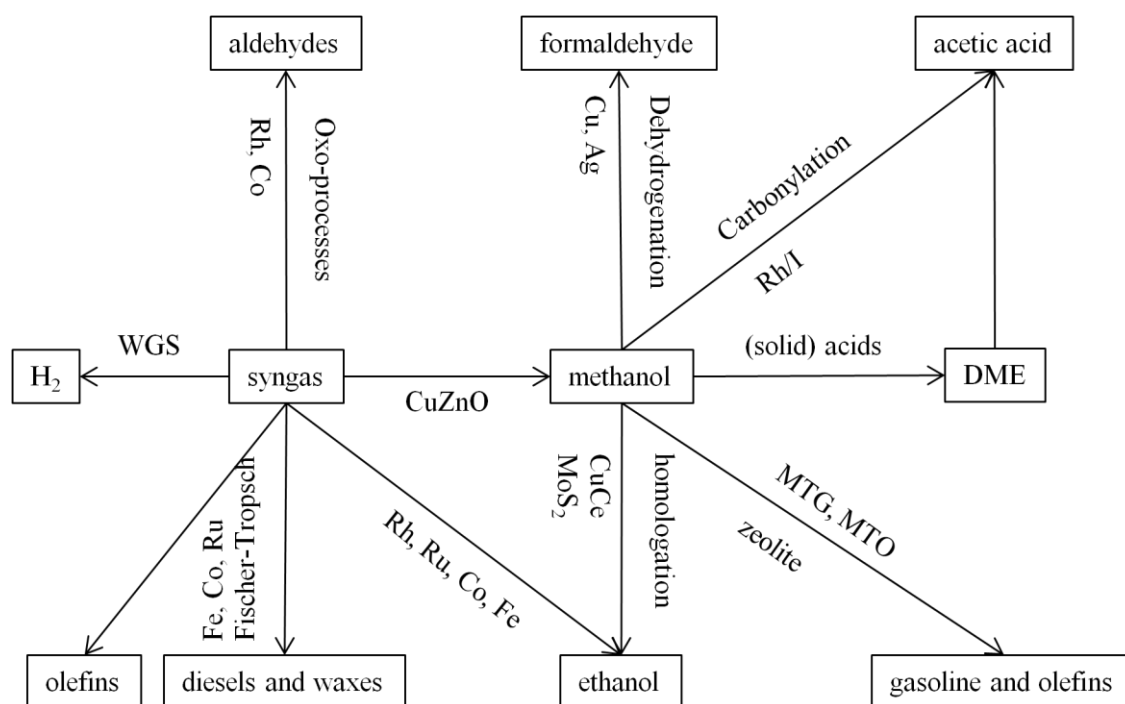 aldehydes
formaldehyde
acetic acid
Rh, Co
Oxo-processes
Cu, Ag
Dehydrogenation
Carbonylation
Rh/I
H₂
WGS
syngas
CuZnO
methanol
(solid) acids
DME
Fe, Co, Ru
Fischer-Tropsch
Rh, Ru, Co, Fe
CuCe
MoS₂
homologation
MTG, MTO
zeolite
olefins
diesels and waxes
ethanol
gasoline and olefins